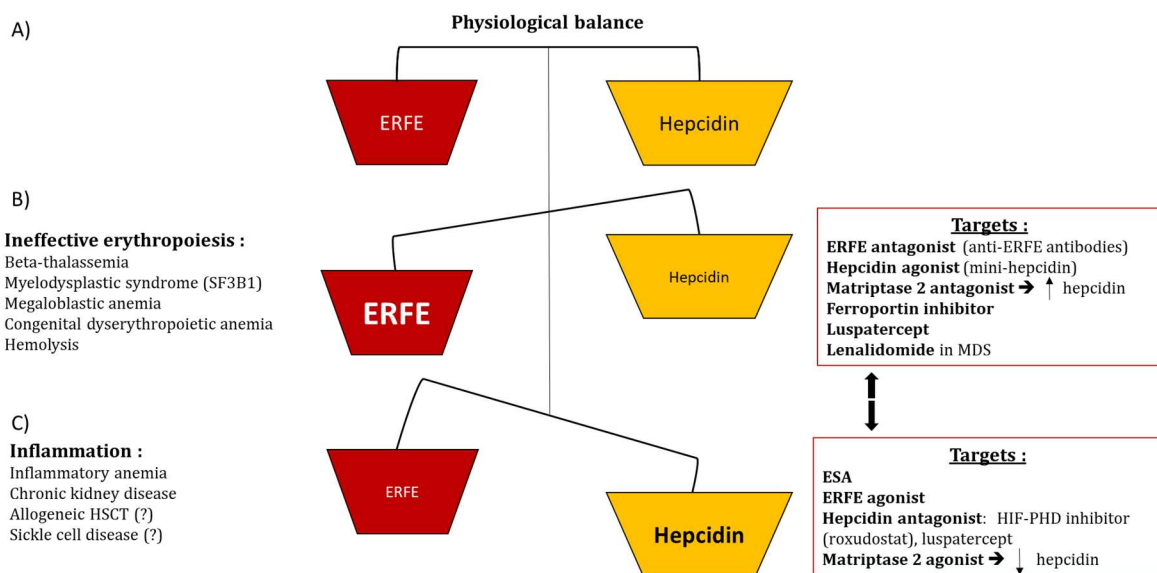 A)
Physiological balance
ERFE
Hepcidin
B)
Ineffective erythropoiesis :
Beta-thalassemia
Myelodysplastic syndrome (SF3B1)
Megaloblastic anemia
Congenital dyserythropoietic anemia
Hemolysis
ERFE
Hepcidin
Targets :
ERFE antagonist (anti-ERFE antibodies)
Hepcidin agonist (mini-hepcidin)
Matriptase 2 antagonist ➔ ↑ hepcidin
Ferroportin inhibitor
Luspatercept
Lenalidomide in MDS
C)
Inflammation :
Inflammatory anemia
Chronic kidney disease
Allogeneic HSCT (?)
Sickle cell disease (?)
ERFE
Hepcidin
Targets :
ESA
ERFE agonist
Hepcidin antagonist: HIF-PHD inhibitor
(roxudostat), luspatercept
Matriptase 2 agonist ➔ ↓ hepcidin